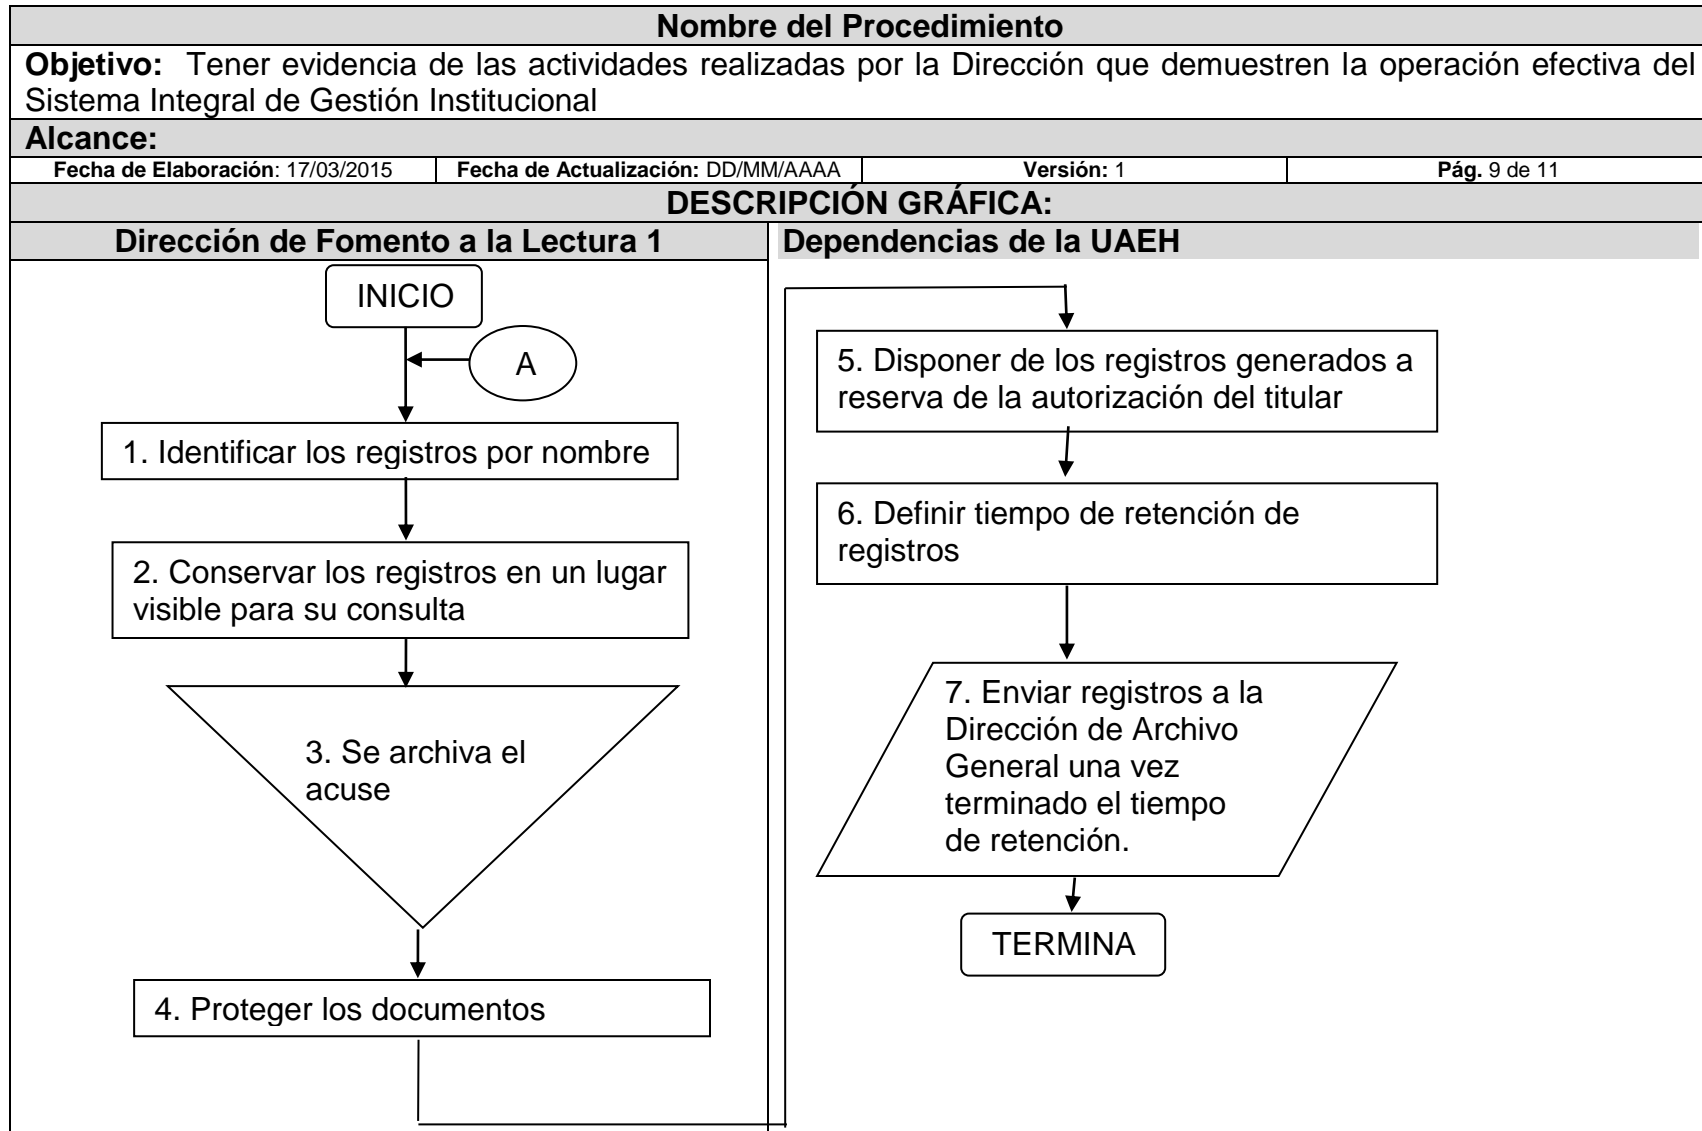 Nombre del Procedimiento
Objetivo: Tener evidencia de las actividades realizadas por la Dirección que demuestren la operación efectiva del
Sistema Integral de Gestión Institucional
Alcance:
Fecha de Elaboración: 17/03/2015 Fecha de Actualización: DD/MM/AAAA Versión: 1 Pág. 9 de 11
DESCRIPCIÓN GRÁFICA:
Dirección de Fomento a la Lectura 1
INICIO
A
1. Identificar los registros por nombre
2. Conservar los registros en un lugar
visible para su consulta
3. Se archiva el
acuse
4. Proteger los documentos
Dependencias de la UAEH
5. Disponer de los registros generados a
reserva de la autorización del titular
6. Definir tiempo de retención de
registros
7. Enviar registros a la
Dirección de Archivo
General una vez
terminado el tiempo
de retención.
TERMINA